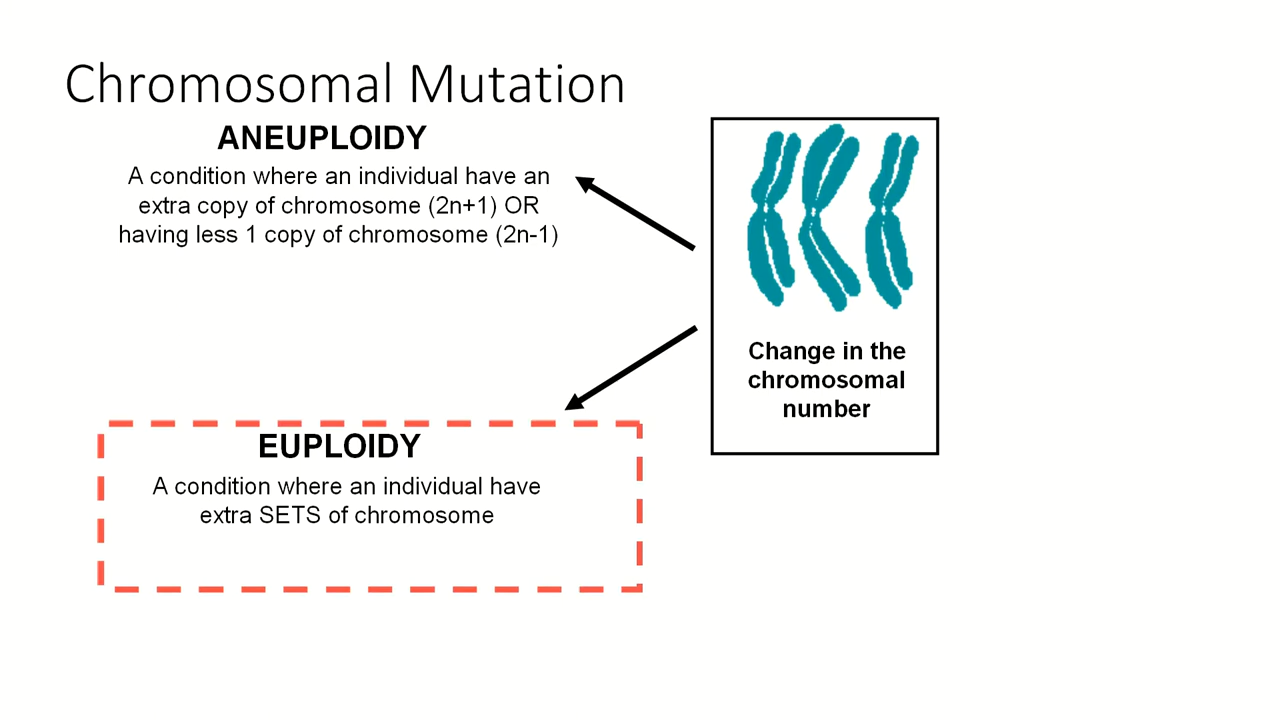 Chromosomal Mutation
ANEUPLOIDY
A condition where an individual have an
extra copy of chromosome (2n+1) OR
having less 1 copy of chromosome (2n-1)
Change in the
chromosomal
number
EUPLOIDY
A condition where an individual have
extra SETS of chromosome